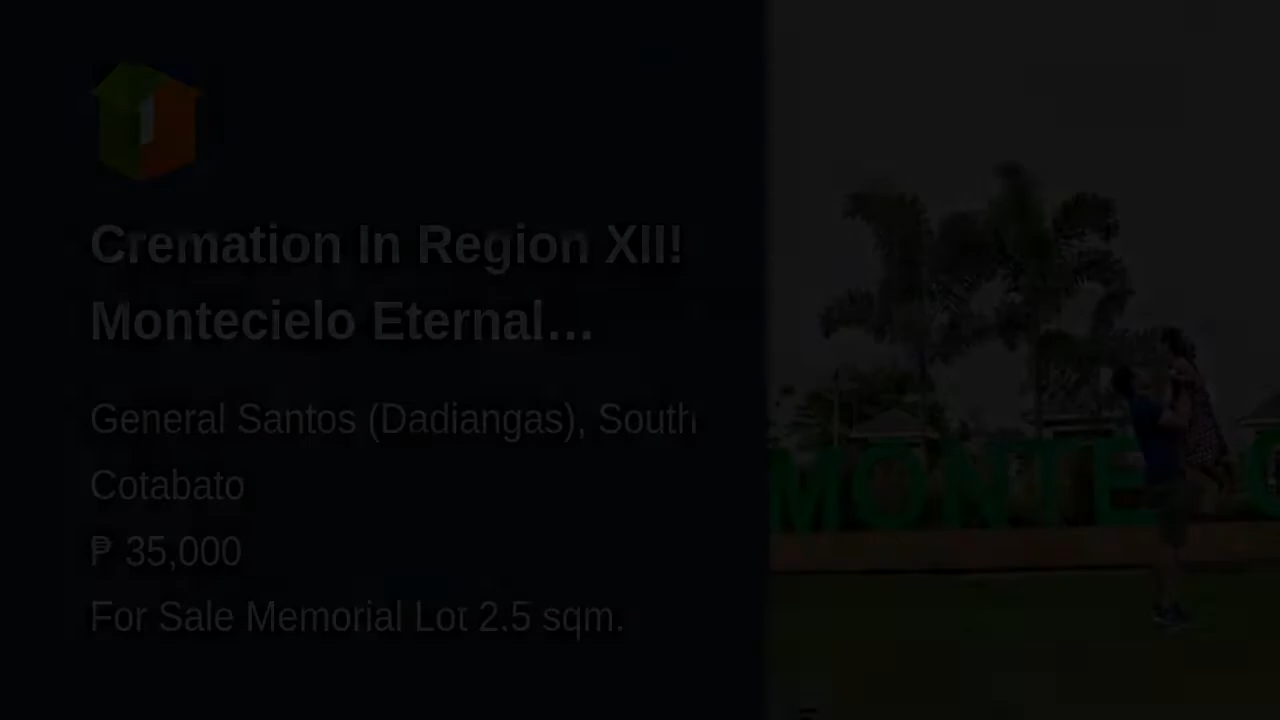 Cremation In Region XII!
Montecielo Eternal...
General Santos (Dadiangas), South
Cotabato
₱ 35,000
For Sale Memorial Lot 2.5 sqm.
MONTE C